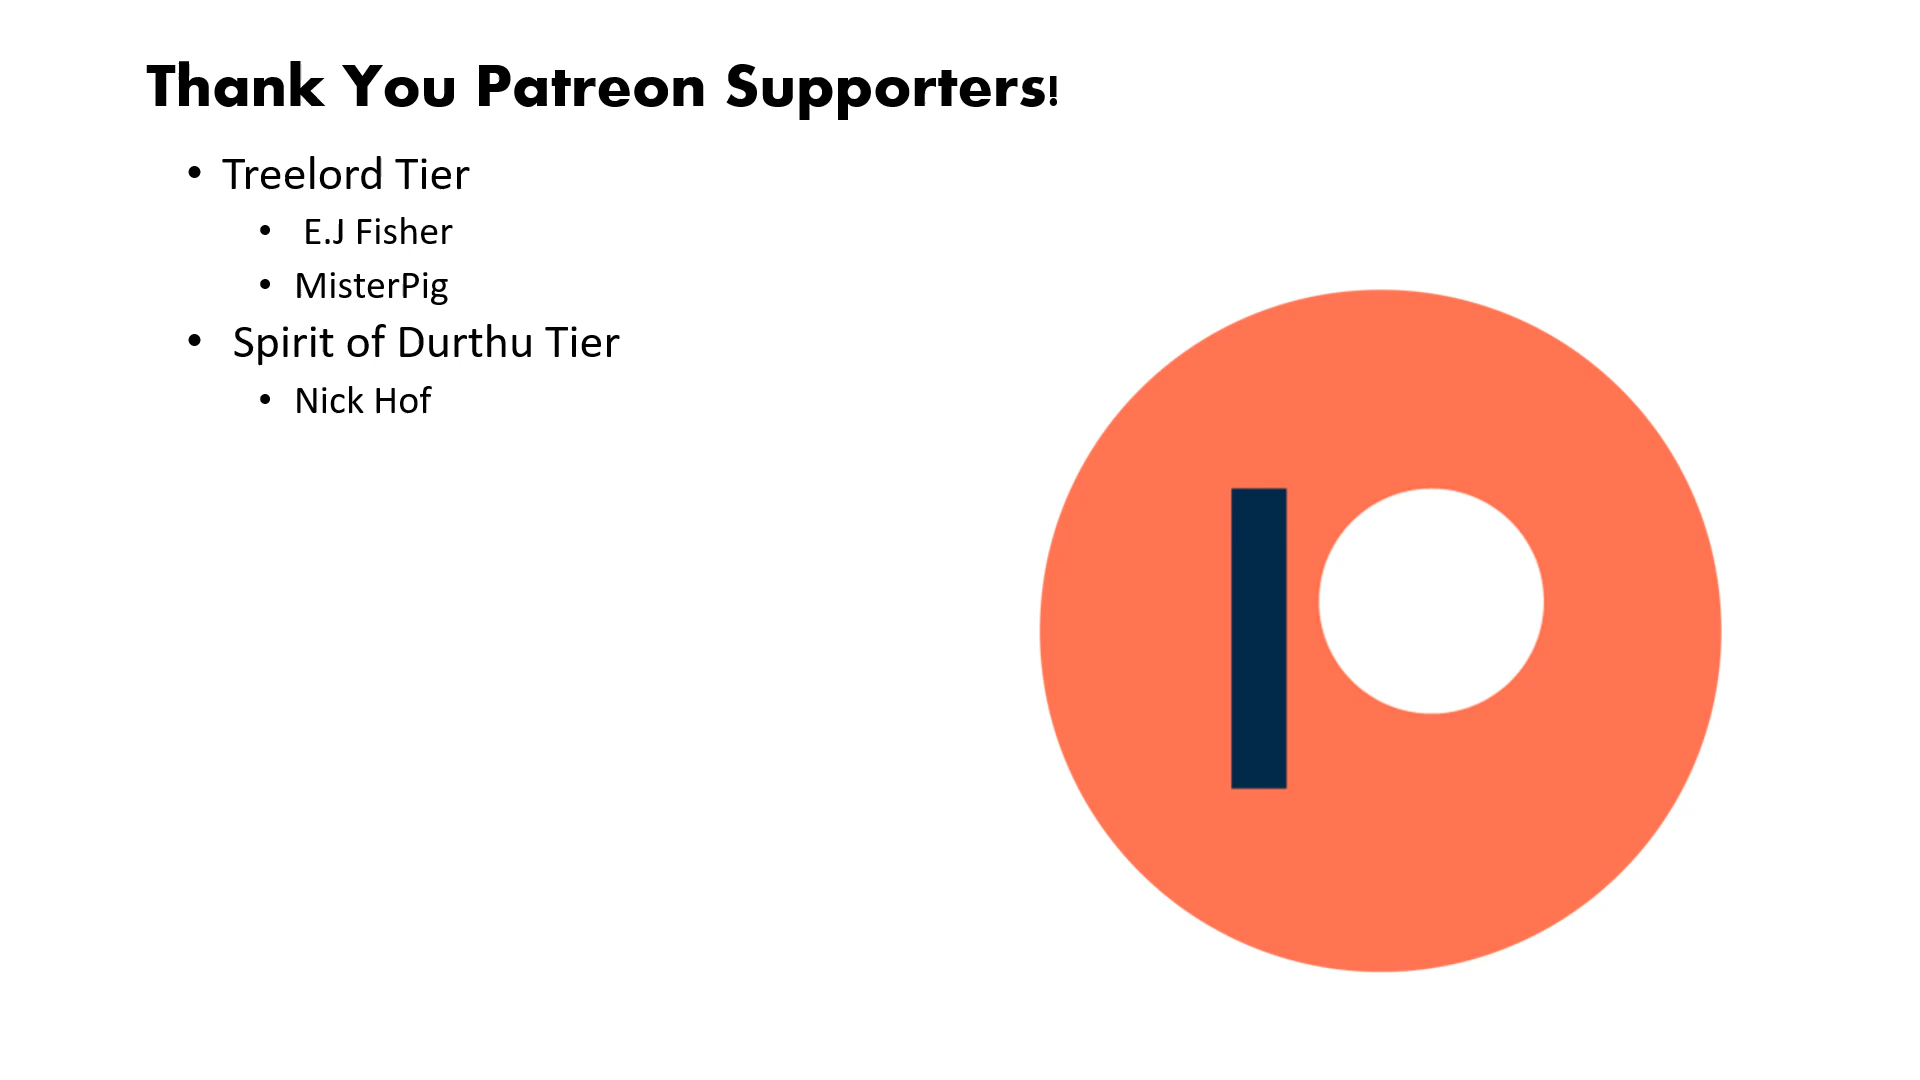 Thank You Patreon Supporters!
• Treelord Tier
• E.J Fisher
• MisterPig
• Spirit of Durthu Tier
• Nick Hof